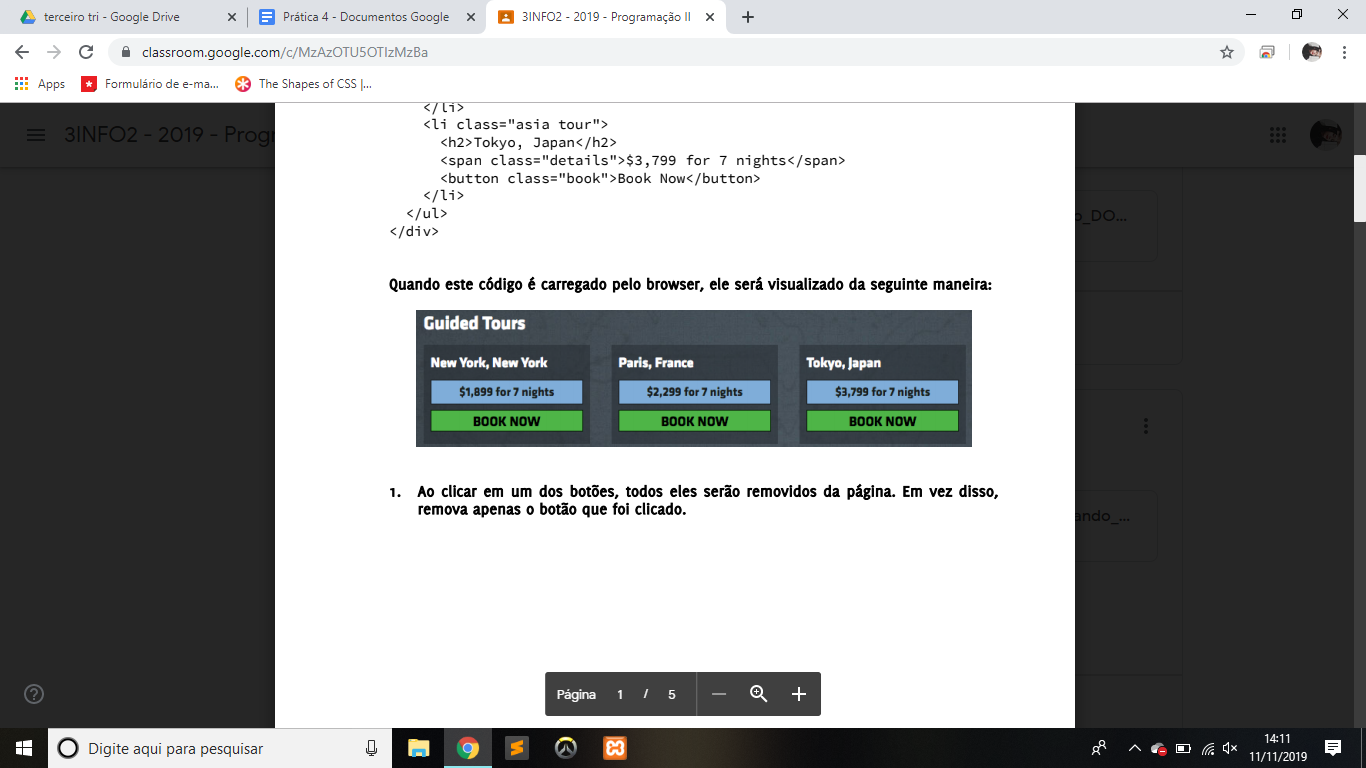 terceiro tri - Google Drive
Prática 4 - Documentos Google
3INFO2 - 2019 - Programação II
classroom.google.com/c/MzAzOTU5OTIzMzBa
Apps
Formulário de e-ma...
The Shapes of CSS |...
3INFO2 - 2019 - Progr
</li>
<li class="asia tour">
<h2>Tokyo, Japan</h2>
<span class="details">$3,799 for 7 nights</span>
<button class="book">Book Now</button>
</li>
</ul>
</div>
_DO...
Quando este código é carregado pelo browser, ele será visualizado da seguinte maneira:
Guided Tours
New York, New York
$1,899 for 7 nights
BOOK NOW
Paris, France
$2,299 for 7 nights
BOOK NOW
Tokyo, Japan
$3,799 for 7 nights
BOOK NOW
1. Ao clicar em um dos botões, todos eles serão removidos da página. Em vez disso,
remova apenas o botão que foi clicado.
ando_...
Página 1 / 5
Digite aqui para pesquisar
14:11
11/11/2019